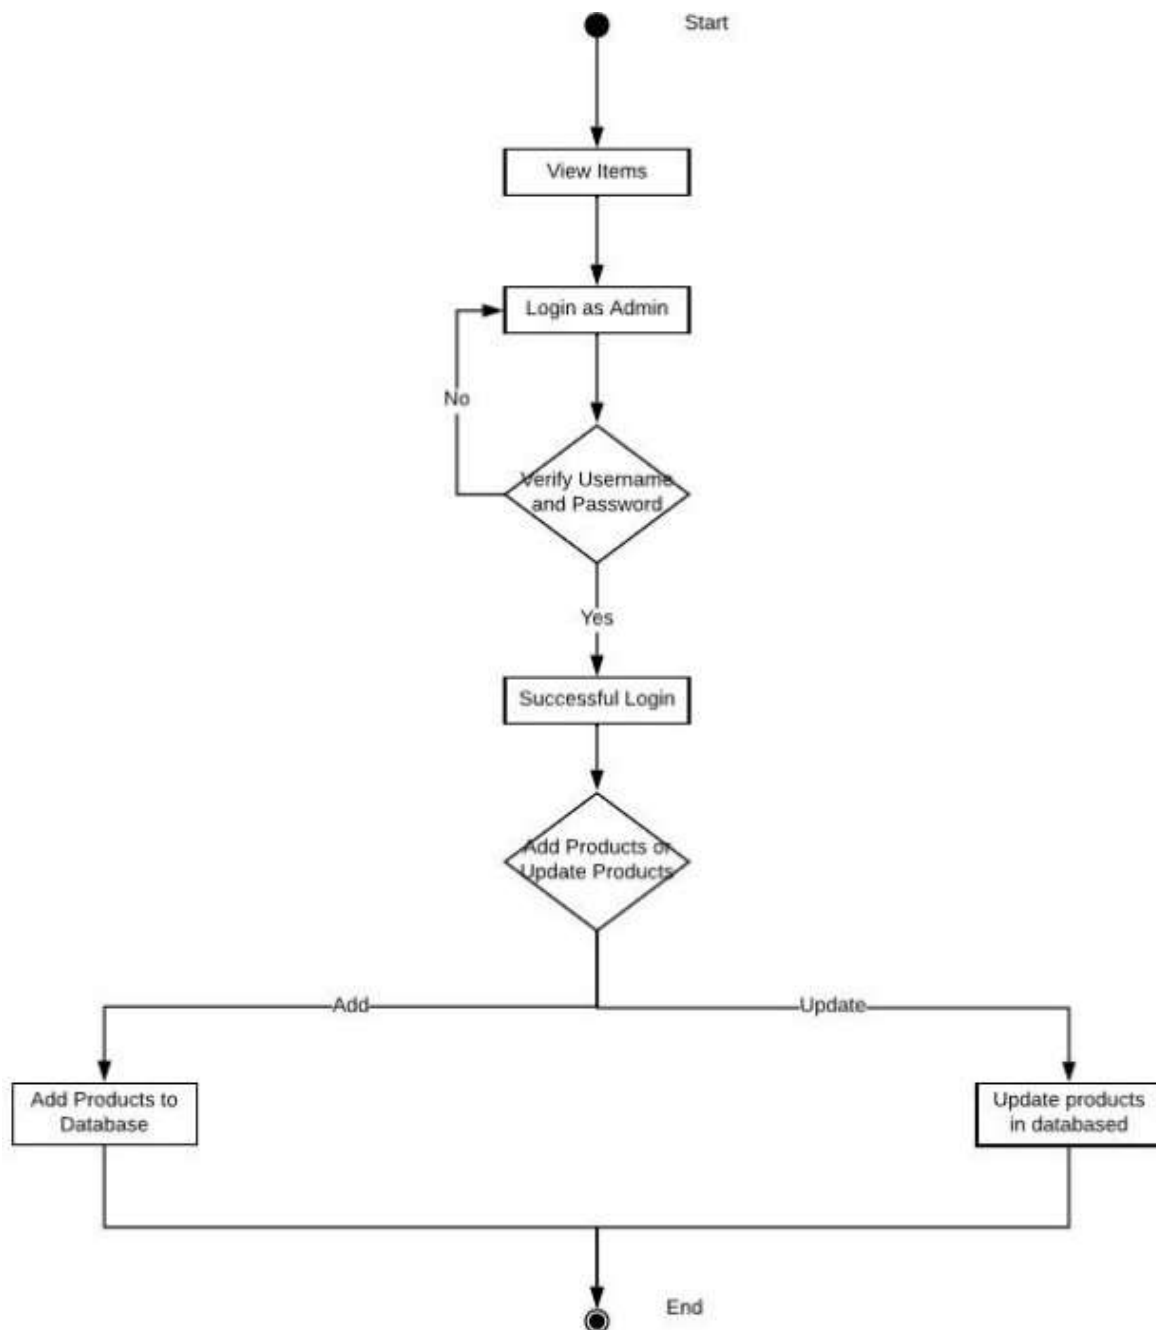 Start
View Items
Login as Admin
No
Verify Username
and Password
Yes
Successful Login
Add Products or
Update Products
Add
Update
Add Products to
Database
Update products
in databased
End